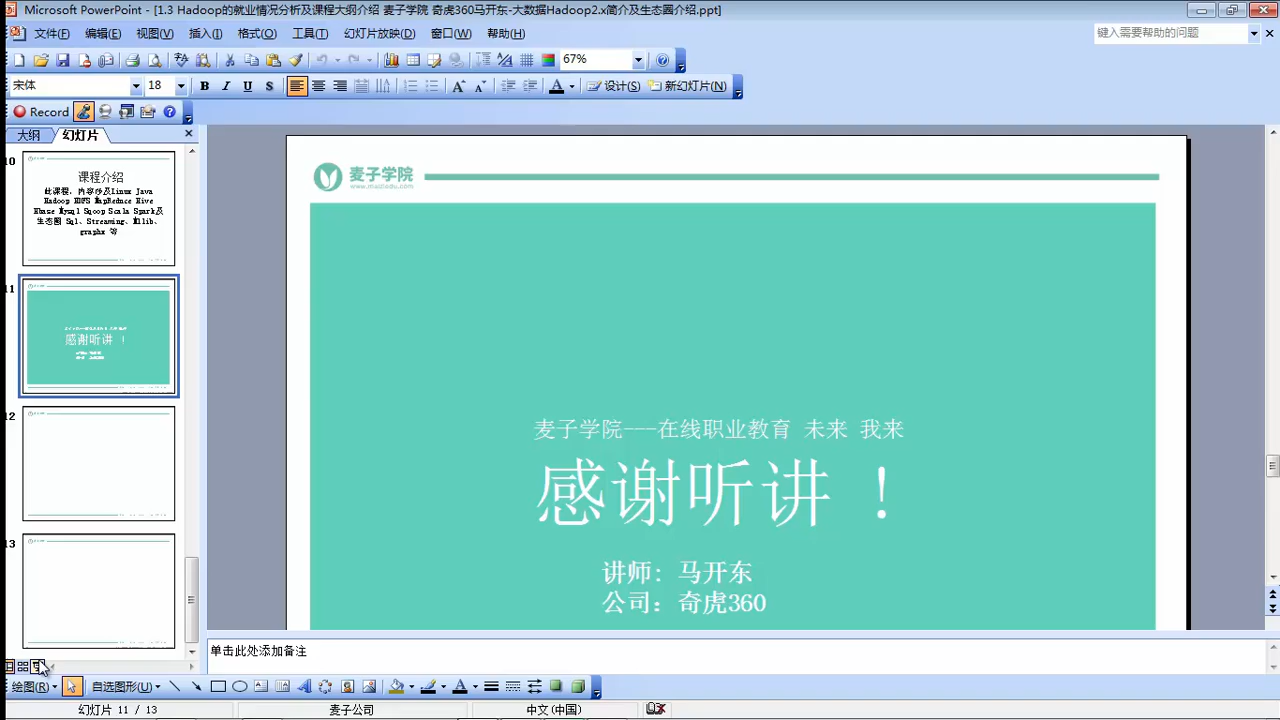 Microsoft PowerPoint - [1.3 Hadoop的就业情况分析及课程大纲介绍 麦子学院 奇虎360马开东-大数据Hadoop2.x简介及生态圈介绍.ppt]
文件(F) 编辑(E) 视图(V) 插入(I) 格式(O) 工具(T) 幻灯片放映(D) 窗口(W) 帮助(H) 键入需要帮助的问题
67%
宋体 18 B I U S A A A 设计(S) 新幻灯片(N)
Record
大纲 幻灯片
10
课程介绍
此课程，内容涉及Linux Java
Hadoop HDFS MapReduce Hive
Hbase Mysql Sqoop Scala Spark及
生态圈 Sql、Streaming、Mllib、
graphx 等
11
感谢听讲 ！
12
13
麦子学院
www.maiziedu.com
麦子学院---在线职业教育 未来 我来
感谢听讲 ！
讲师：马开东
公司：奇虎360
单击此处添加备注
绘图(R) 自选图形(U)
幻灯片 11 / 13 麦子公司 中文(中国)